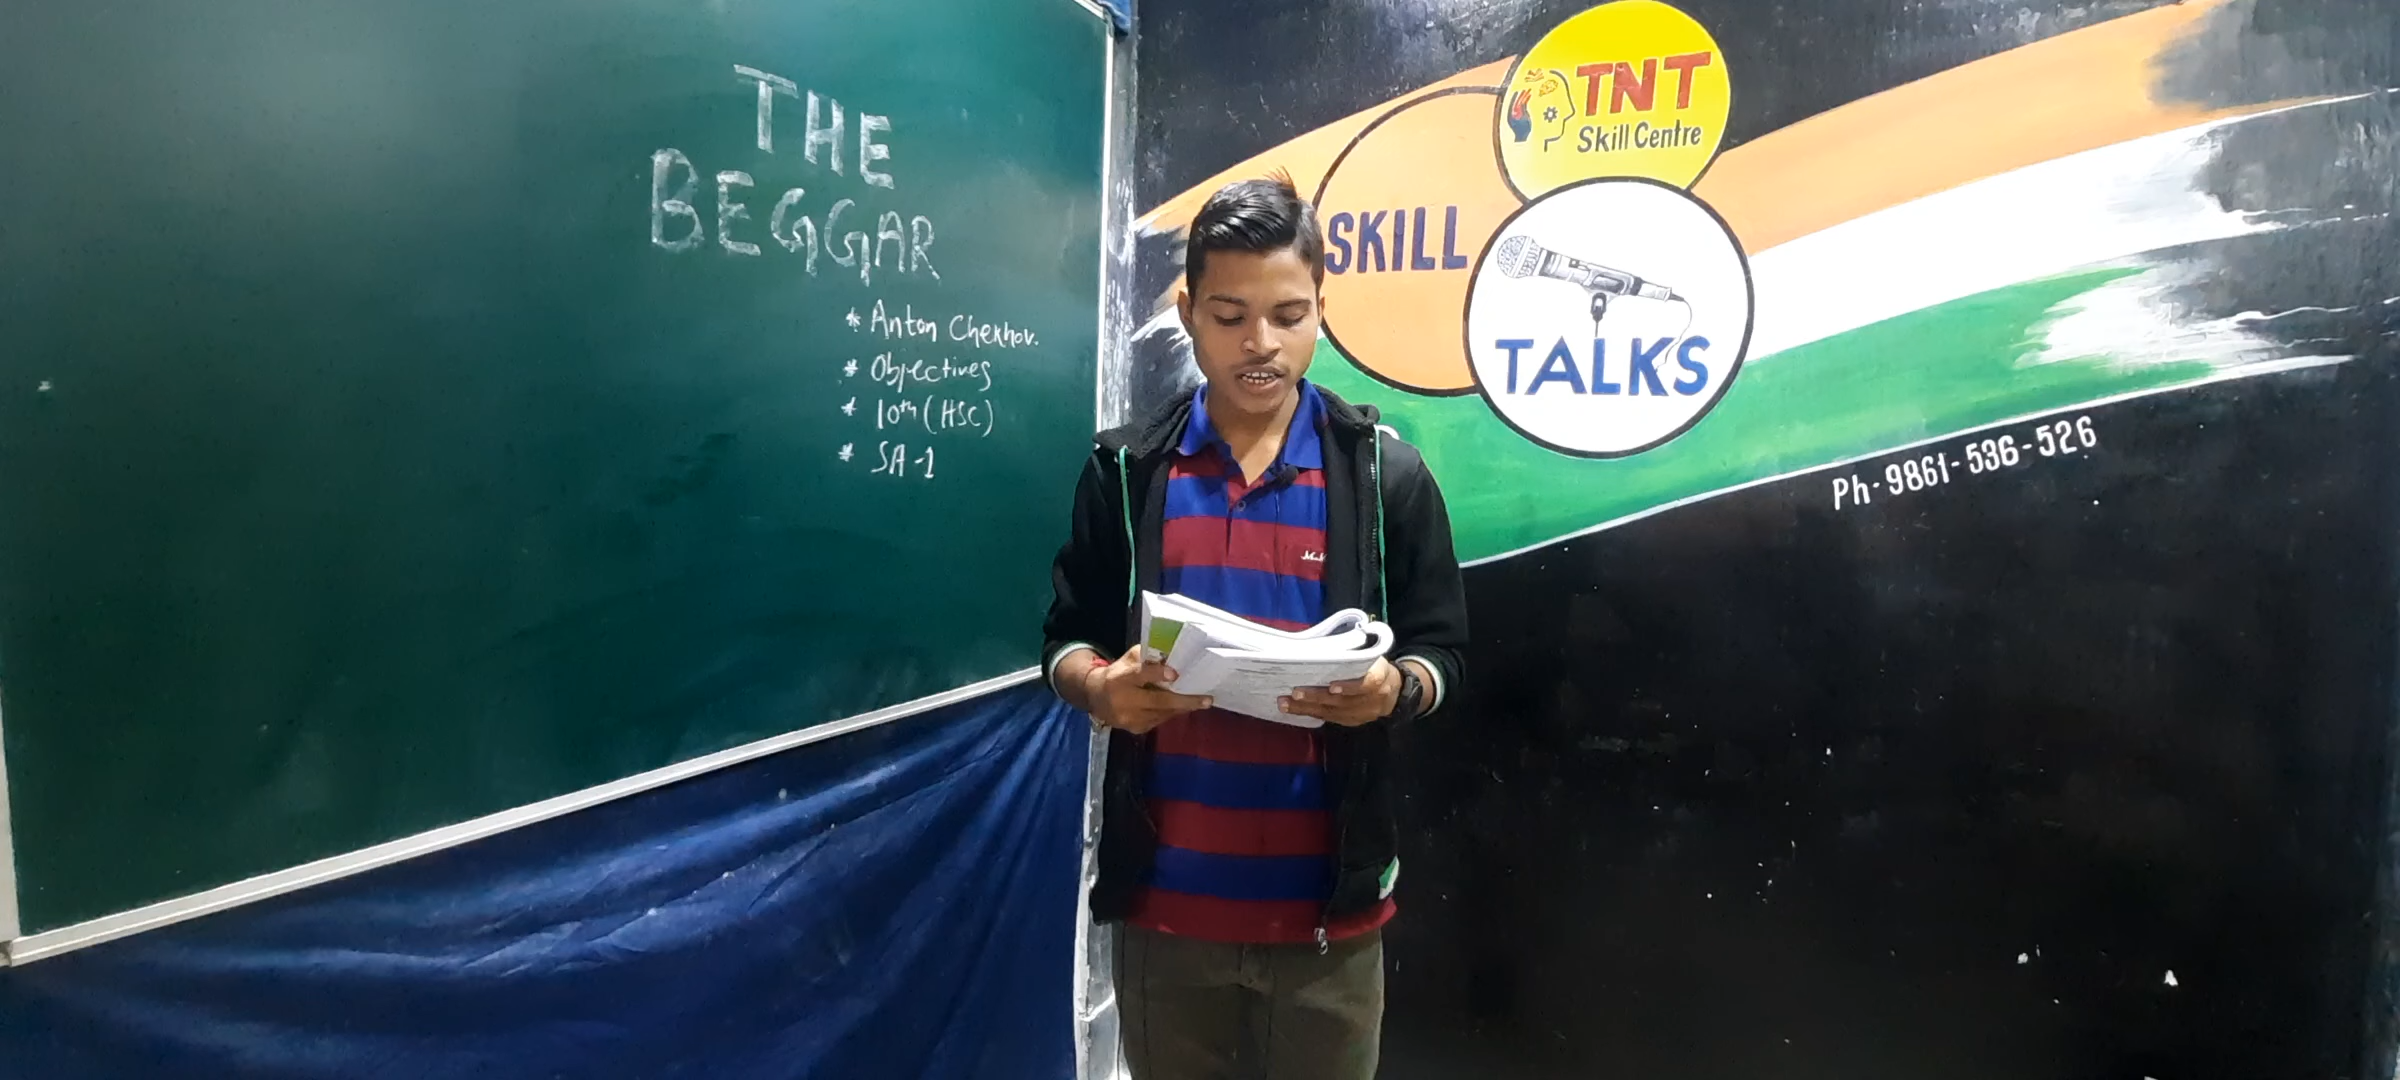 THE
BEGGAR
* Anton Chekhov.
* Objectives
* 10th (HSC)
* SA-1
TNT
Skill Centre
SKILL
TALKS
Ph-9861-536-526